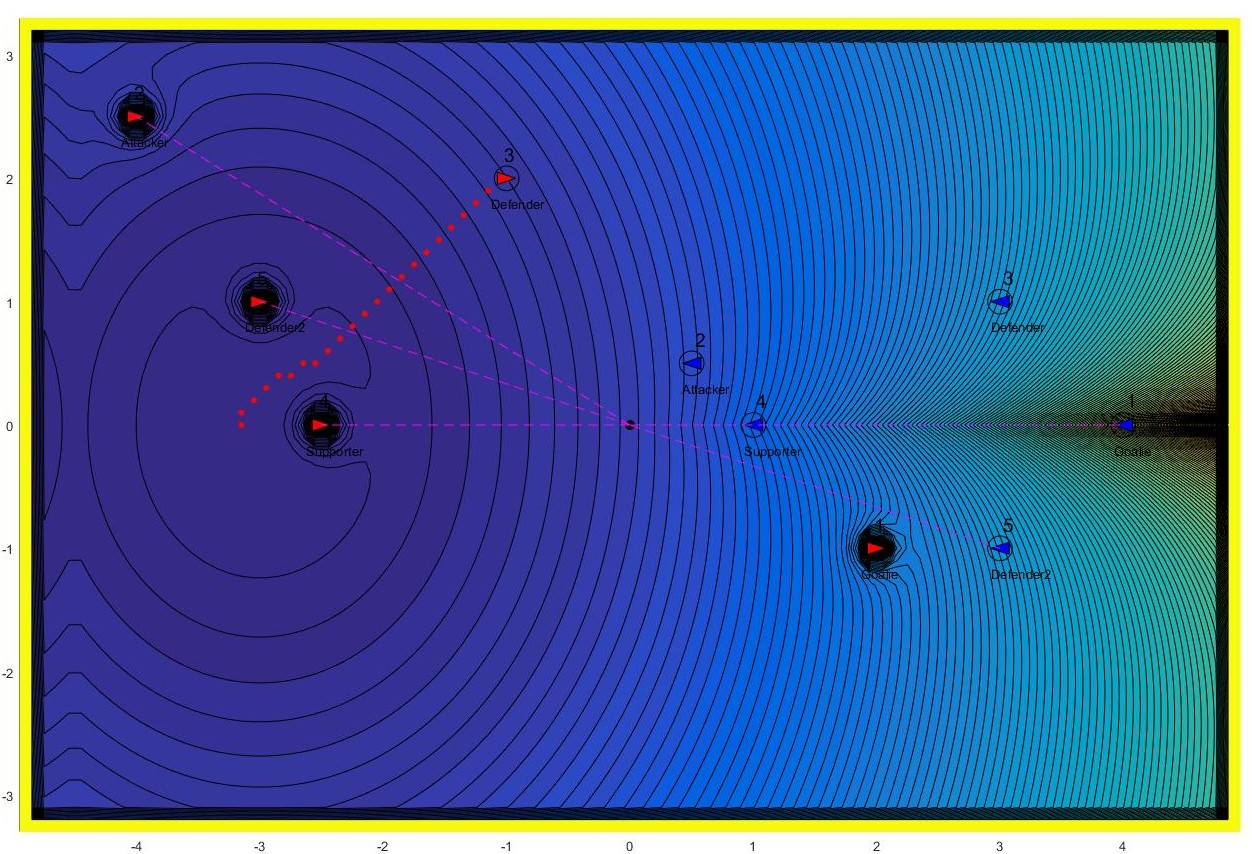 3
2
Attacker
2
3
Defender
5
Defender2
1
3
Defender
2
Attacker
4
Supporter
0
4
Supporter
1
Goalie
-1
1
Goalie
5
Defender2
-2
-3
-4 -3 -2 -1 0 1 2 3 4